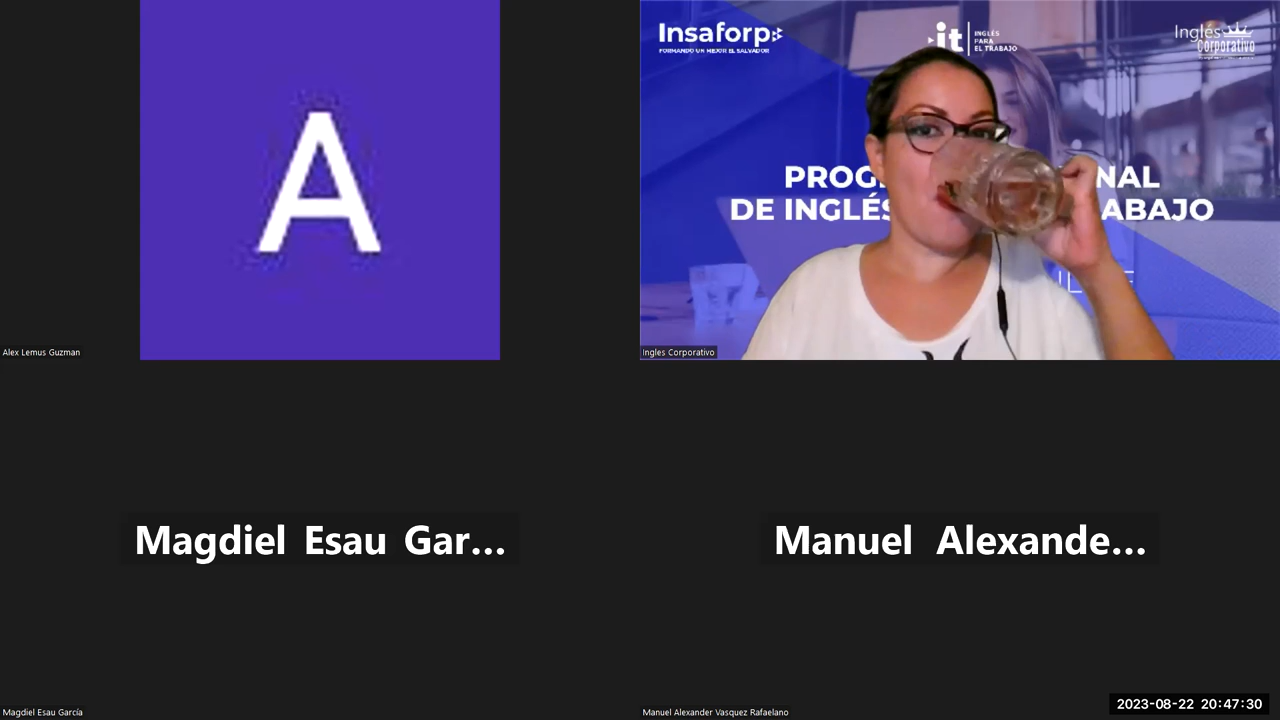 A
Alex Lemus Guzman
Insaforp
FORMANDO UN MEJOR EL SALVADOR
it
INGLÉS
PARA
EL TRABAJO
Inglés
Corporativo
PROG NAL
DE INGLÉS ABAJO
Ingles Corporativo
Magdiel Esau Gar...
Manuel Alexande...
Magdiel Esau García
Manuel Alexander Vasquez Rafaelano
2023-08-22 20:47:30